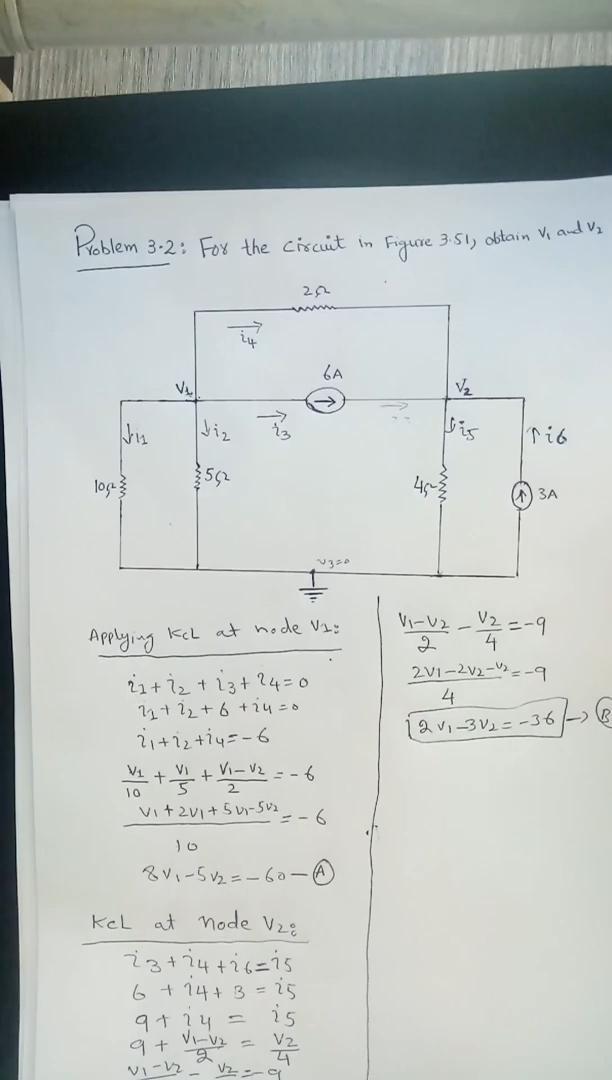 Problem 3.2: For the circuit in Figure 3.51, obtain V1 and V2
2Ω
i4
6A
V1
V2
i1
i2
i3
i5
i6
10Ω
5Ω
4Ω
3A
V3=0
Applying KCL at node V1:
i1 + i2 + i3 + i4 = 0
i1 + i2 + 6 + i4 = 0
i1 + i2 + i4 = -6
V1/10 + V1/5 + V1-V2/2 = -6
V1 + 2V1 + 5V1 - 5V2/10 = -6
8V1 - 5V2 = -60 - A
KCL at node V2:
i3 + i4 + i6 = i5
6 + i4 + 3 = i5
9 + i4 = i5
9 + V1-V2/2 = V2/4
V1-V2 - V2 = -9
V1-V2/2 - V2/4 = -9
2V1-2V2-V2/4 = -9
2V1-3V2 = -36 → B